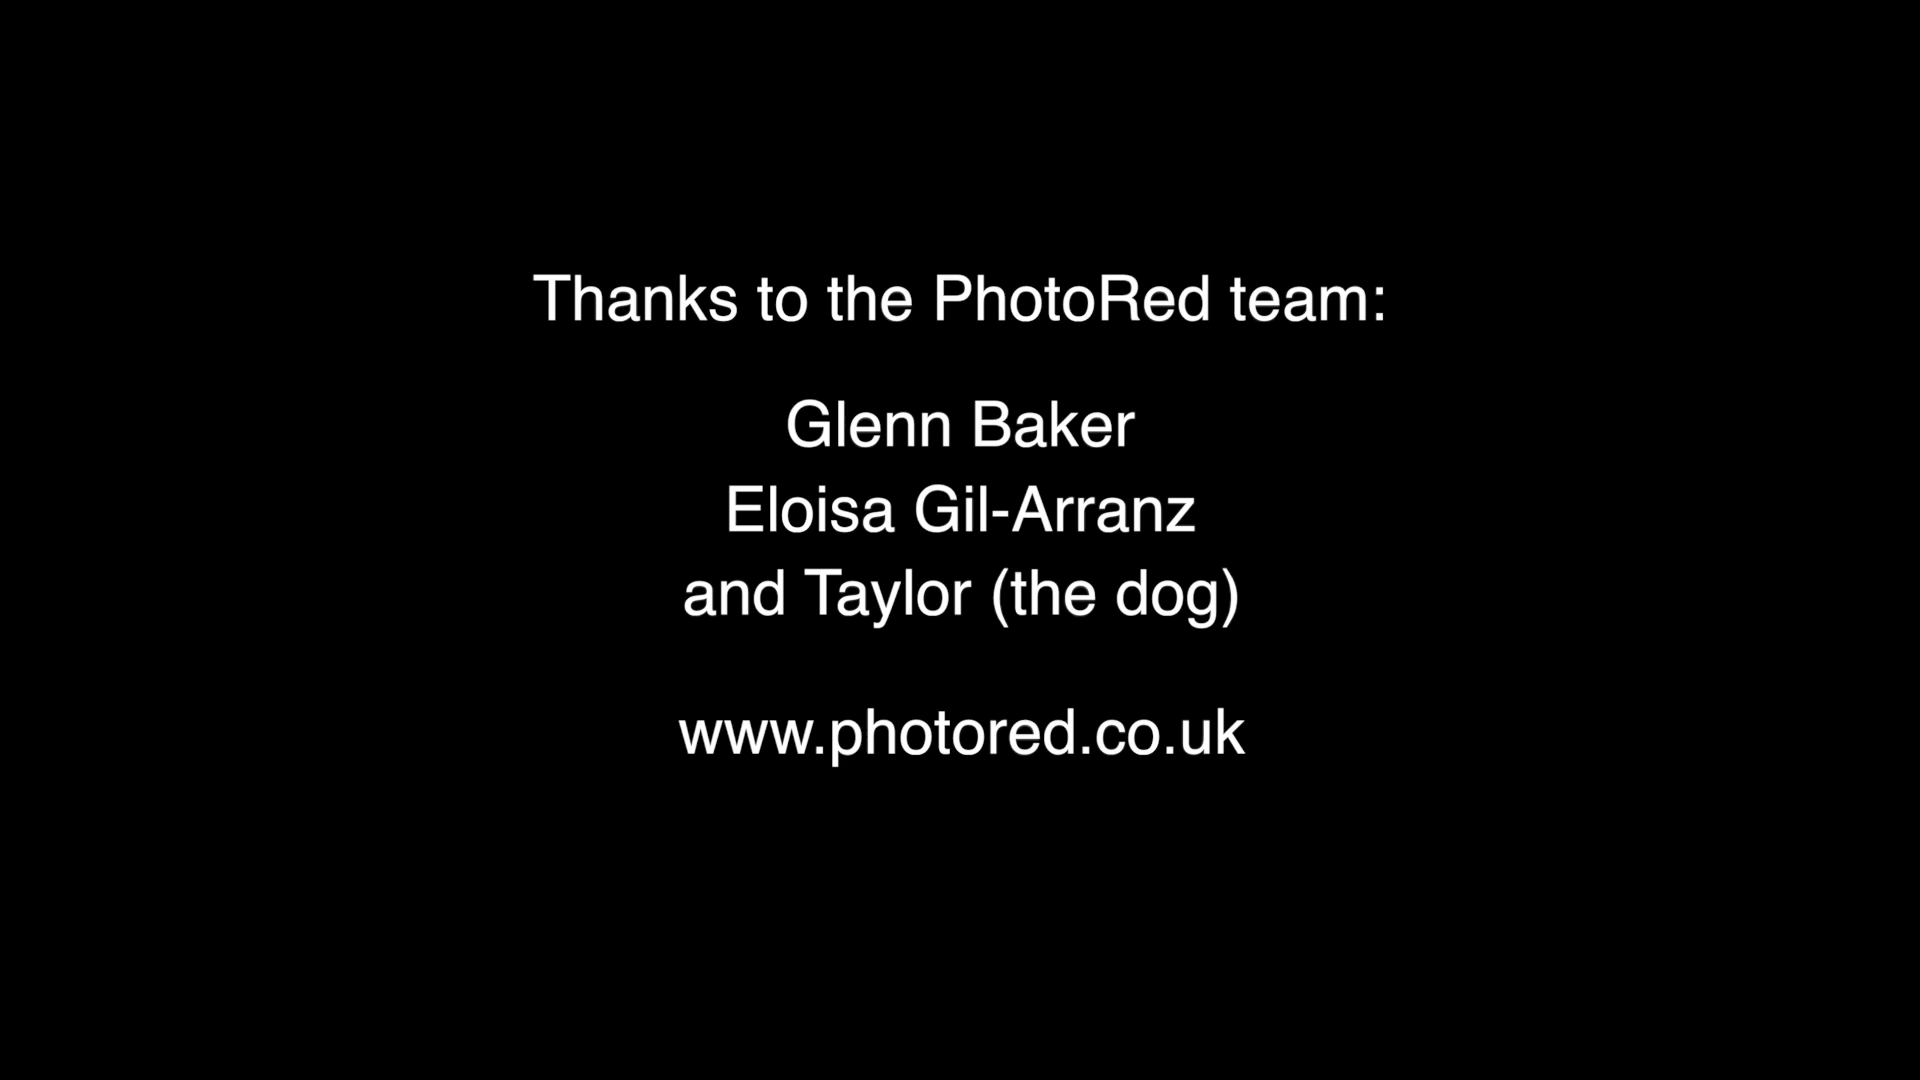 Thanks to the PhotoRed team:
Glenn Baker
Eloisa Gil-Arranz
and Taylor (the dog)
www.photored.co.uk